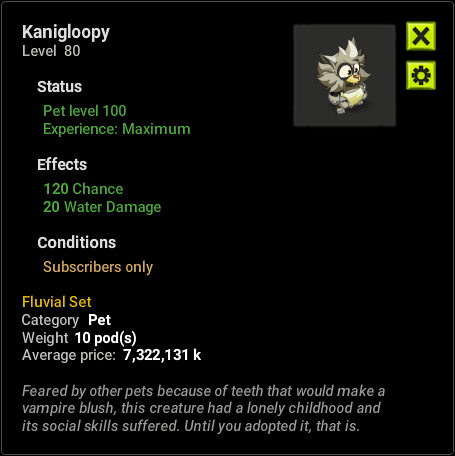 Kanigloopy
Level 80
Status
Pet level 100
Experience: Maximum
Effects
120 Chance
20 Water Damage
Conditions
Subscribers only
Fluvial Set
Category Pet
Weight 10 pod(s)
Average price: 7,322,131 k
Feared by other pets because of teeth that would make a
vampire blush, this creature had a lonely childhood and
its social skills suffered. Until you adopted it, that is.